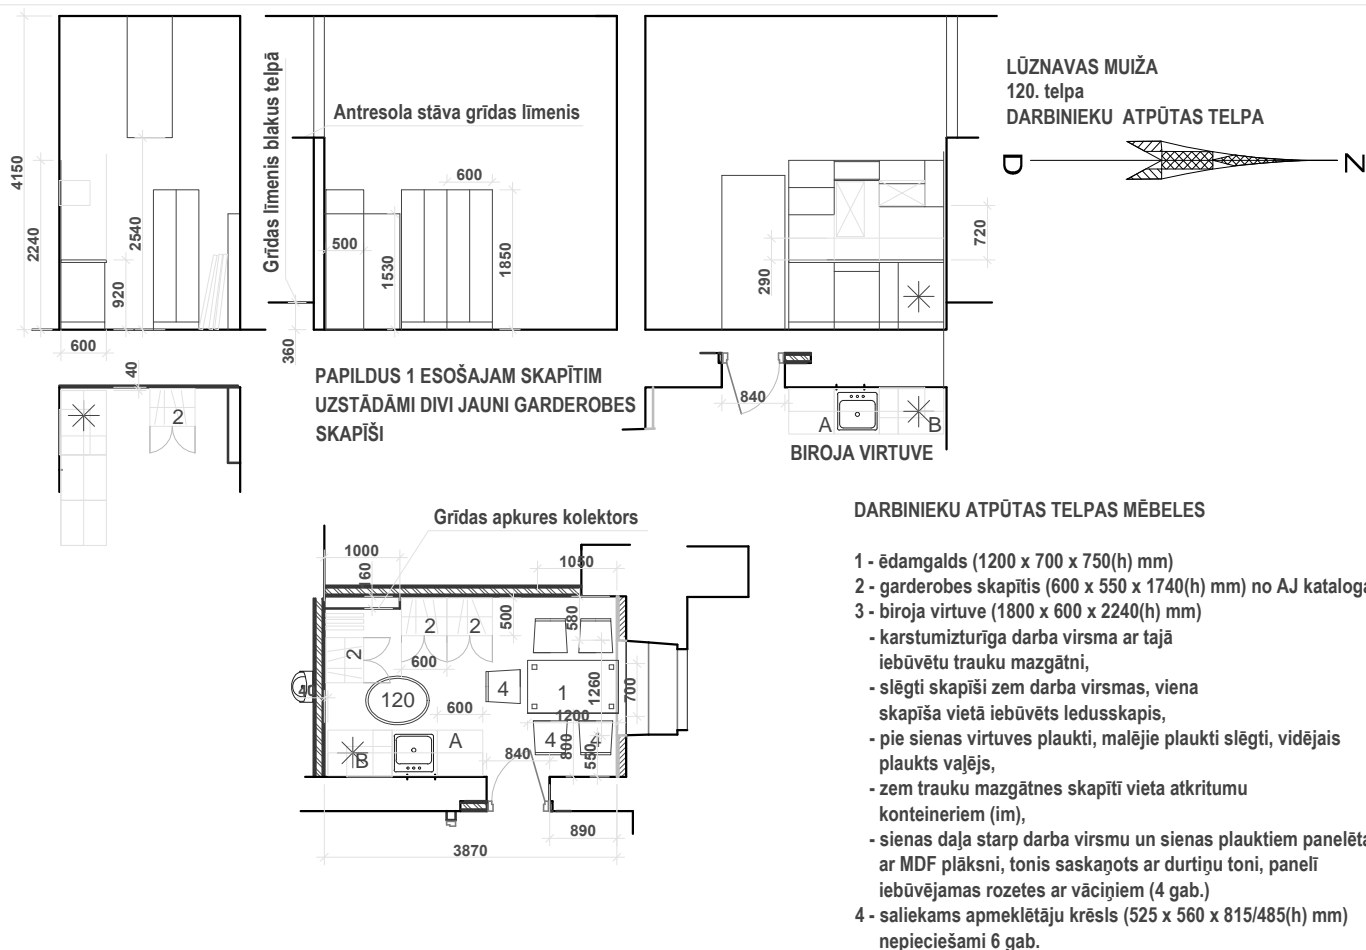 LŪZNAVAS MUIŽA
120. telpa
DARBINIEKU ATPŪTAS TELPA
D
Z
Grīdas līmenis blakus telpā
Antresola stāva grīdas līmenis
4150
2240
2540
920
600
40
360
500
1530
600
1850
290
720
840
PAPILDUS 1 ESOŠAJAM SKAPĪTIM
UZSTĀDĀMI DIVI JAUNI GARDEROBES
SKAPĪŠI
2
A
B
BIROJA VIRTUVE
Grīdas apkures kolektors
1000
160
1050
500
580
2
2
2
600
4
1
1260
700
40
120
600
1200
B
A
840
4
4
800
550
890
3870
DARBINIEKU ATPŪTAS TELPAS MĒBELES
1 - ēdamgalds (1200 x 700 x 750(h) mm)
2 - garderobes skapītis (600 x 550 x 1740(h) mm) no AJ kataloga
3 - biroja virtuve (1800 x 600 x 2240(h) mm)
- karstumizturīga darba virsma ar tajā
iebūvētu trauku mazgātni,
- slēgti skapīši zem darba virsmas, viena
skapīša vietā iebūvēts ledusskapis,
- pie sienas virtuves plaukti, malējie plaukti slēgti, vidējais
plaukts vaļējs,
- zem trauku mazgātnes skapītī vieta atkritumu
konteineriem (im),
- sienas daļa starp darba virsmu un sienas plauktiem panelēta
ar MDF plāksni, tonis saskaņots ar durtiņu toni, panelī
iebūvējamas rozetes ar vāciņiem (4 gab.)
4 - saliekams apmeklētāju krēsls (525 x 560 x 815/485(h) mm)
nepieciešami 6 gab.